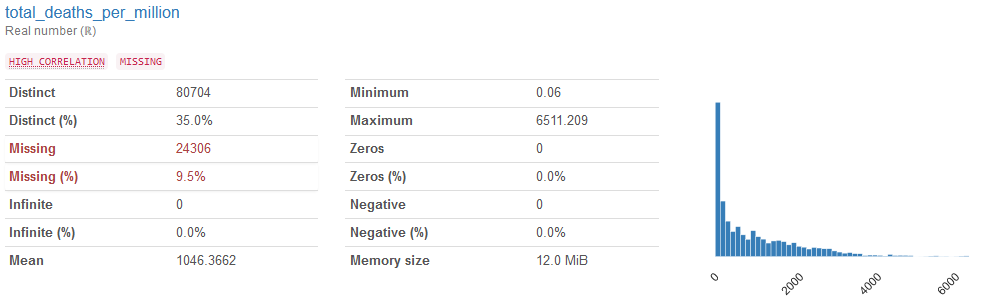 total_deaths_per_million
Real number (ℝ)
HIGH CORRELATION MISSING
Distinct 80704
Distinct (%) 35.0%
Missing 24306
Missing (%) 9.5%
Infinite 0
Infinite (%) 0.0%
Mean 1046.3662
Minimum 0.06
Maximum 6511.209
Zeros 0
Zeros (%) 0.0%
Negative 0
Negative (%) 0.0%
Memory size 12.0 MiB
0 2000 4000 6000